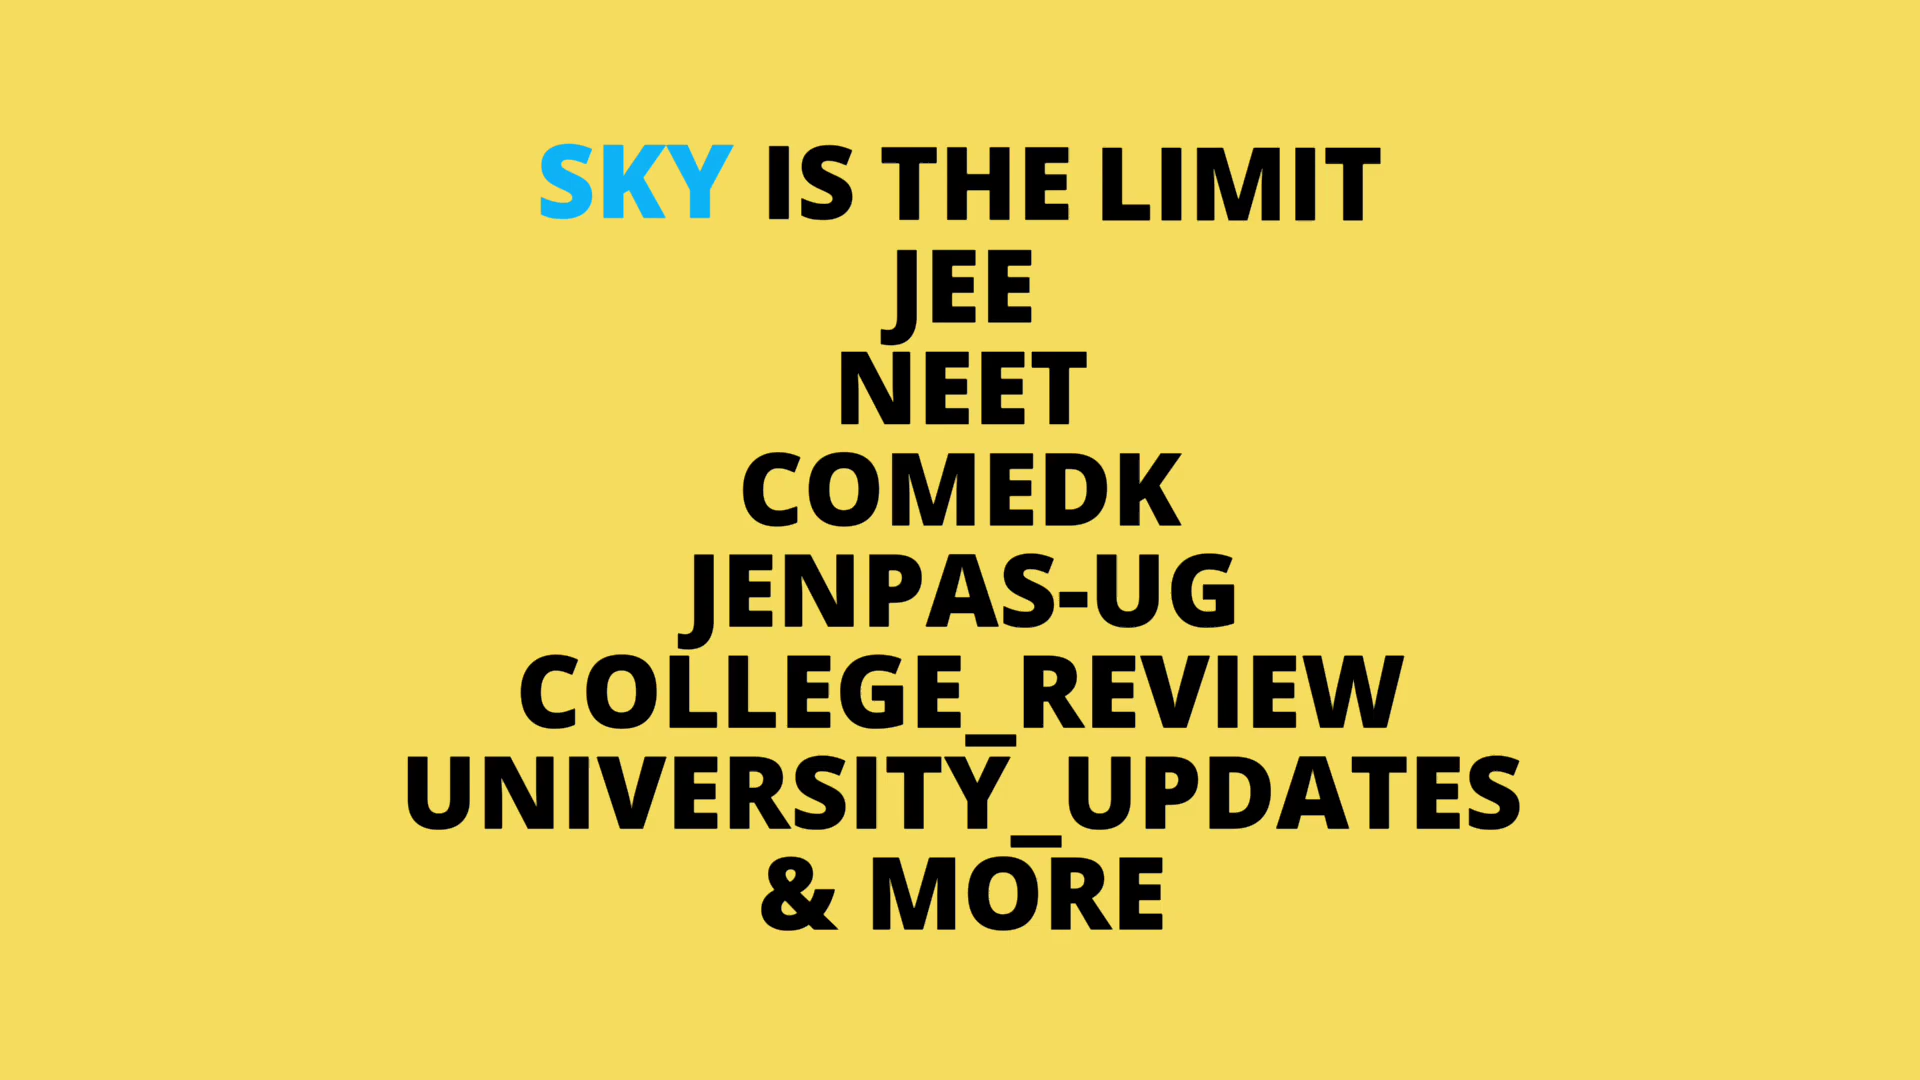 SKY IS THE LIMIT
JEE
NEET
COMEDK
JENPAS-UG
COLLEGE_REVIEW
UNIVERSITY_UPDATES
& MORE